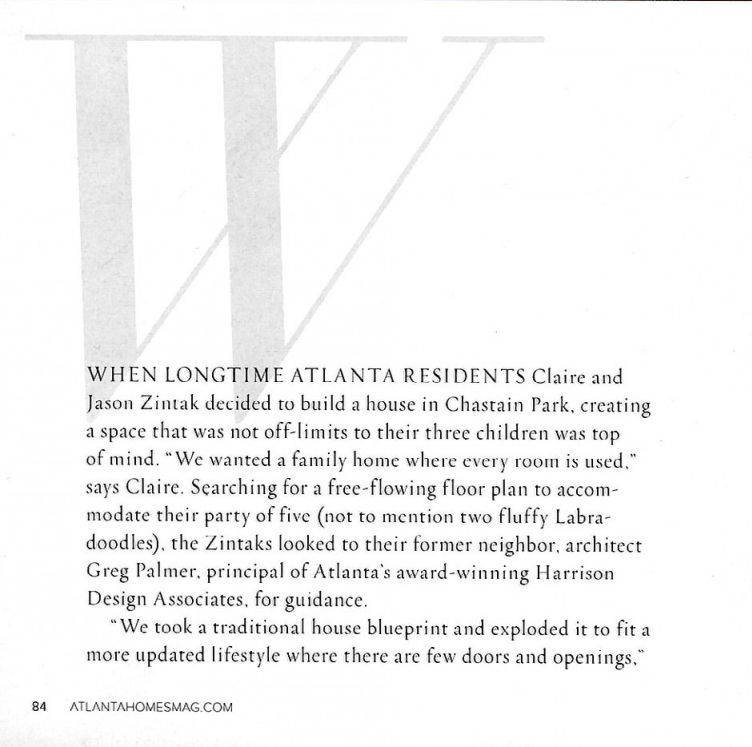 W
WHEN LONGTIME ATLANTA RESIDENTS Claire and
Jason Zintak decided to build a house in Chastain Park, creating
a space that was not off-limits to their three children was top
of mind. “We wanted a family home where every room is used,”
says Claire. Searching for a free-flowing floor plan to accom-
modate their party of five (not to mention two fluffy Labra-
doodles), the Zintaks looked to their former neighbor, architect
Greg Palmer, principal of Atlanta's award-winning Harrison
Design Associates, for guidance.
“We took a traditional house blueprint and exploded it to fit a
more updated lifestyle where there are few doors and openings,”
84 ATLANTAHOMESMAG.COM